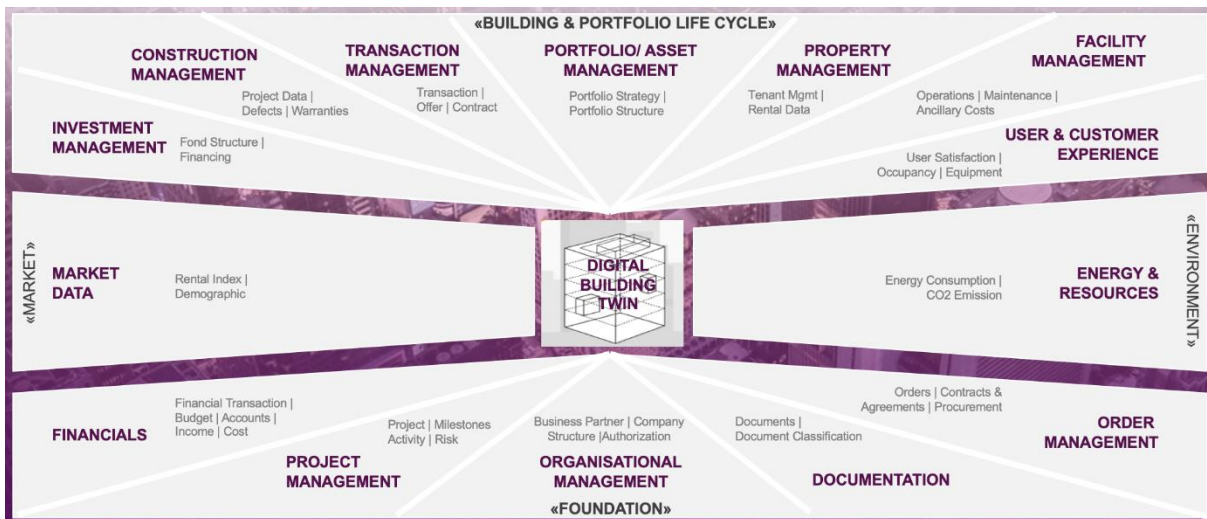 «BUILDING & PORTFOLIO LIFE CYCLE»
CONSTRUCTION
MANAGEMENT
Project Data |
Defects | Warranties
TRANSACTION
MANAGEMENT
Transaction |
Offer | Contract
PORTFOLIO/ ASSET
MANAGEMENT
Portfolio Strategy |
Portfolio Structure
PROPERTY
MANAGEMENT
Tenant Mgmt |
Rental Data
FACILITY
MANAGEMENT
Operations | Maintenance |
Ancillary Costs
INVESTMENT
MANAGEMENT
Fond Structure |
Financing
USER & CUSTOMER
EXPERIENCE
User Satisfaction |
Occupancy | Equipment
«MARKET»
MARKET
DATA
Rental Index |
Demographic
DIGITAL
BUILDING
TWIN
Energy Consumption |
CO2 Emission
ENERGY &
RESOURCES
«ENVIRONMENT»
FINANCIALS
Financial Transaction |
Budget | Accounts |
Income | Cost
Project | Milestones
Activity | Risk
PROJECT
MANAGEMENT
Business Partner | Company
Structure |Authorization
ORGANISATIONAL
MANAGEMENT
Documents |
Document Classification
DOCUMENTATION
Orders | Contracts &
Agreements | Procurement
ORDER
MANAGEMENT
«FOUNDATION»